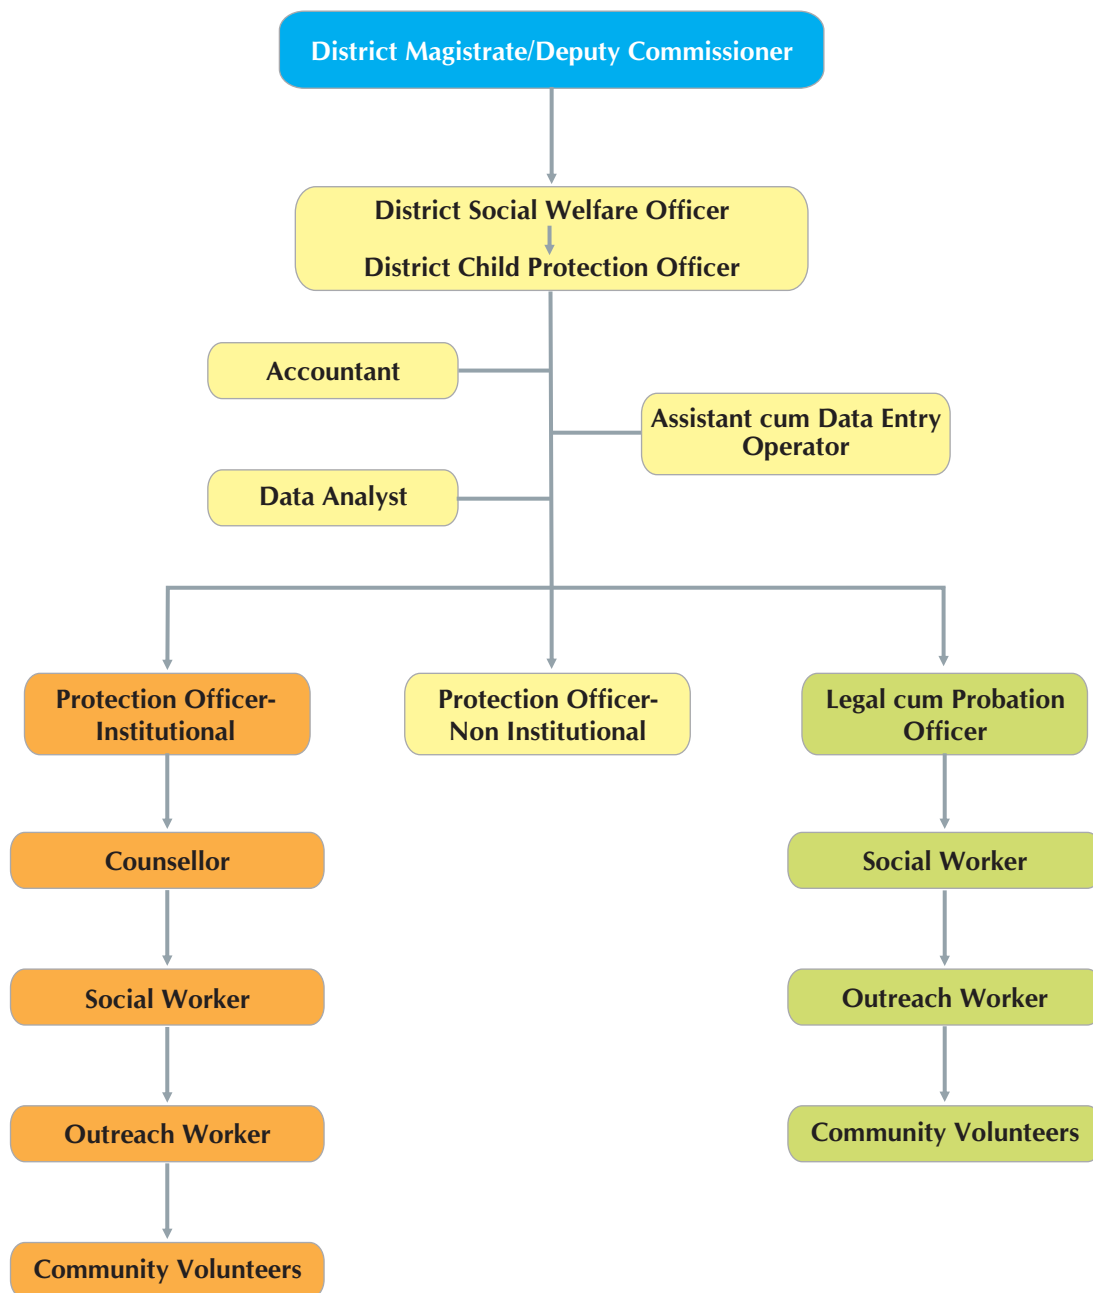 District Magistrate/Deputy Commissioner
District Social Welfare Officer
District Child Protection Officer
Accountant
Assistant cum Data Entry
Operator
Data Analyst
Protection Officer-
Institutional
Protection Officer-
Non Institutional
Legal cum Probation
Officer
Counsellor
Social Worker
Social Worker
Outreach Worker
Outreach Worker
Community Volunteers
Community Volunteers